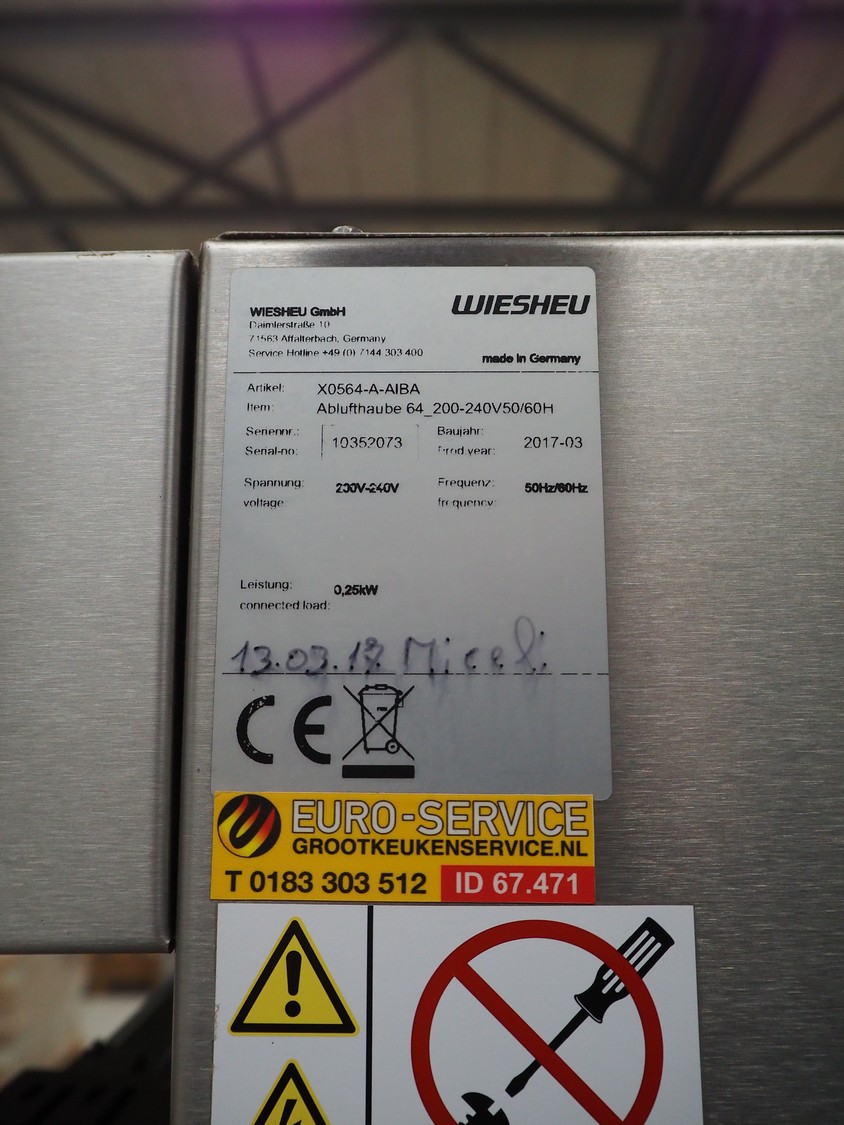 WIESHEU GmbH
Daimlerstraße 10
71563 Affalterbach, Germany
Service Hotline +49 (0) 7144 303 400
WIESHEU
made in Germany
Artikel: X0564-A-AIBA
Item: Ablufthaube 64_200-240V50/60H
Seriennr.: Baujahr:
10352073 2017-03
Serial-no: Prod.year:
Spannung: Frequenz:
200V-240V 50Hz/60Hz
voltage: frequency:
Leistung: 0,25kW
connected load:
13.03.17
CE
EURO-SERVICE
GROOTKEUKENSERVICE.NL
T 0183 303 512 ID 67.471